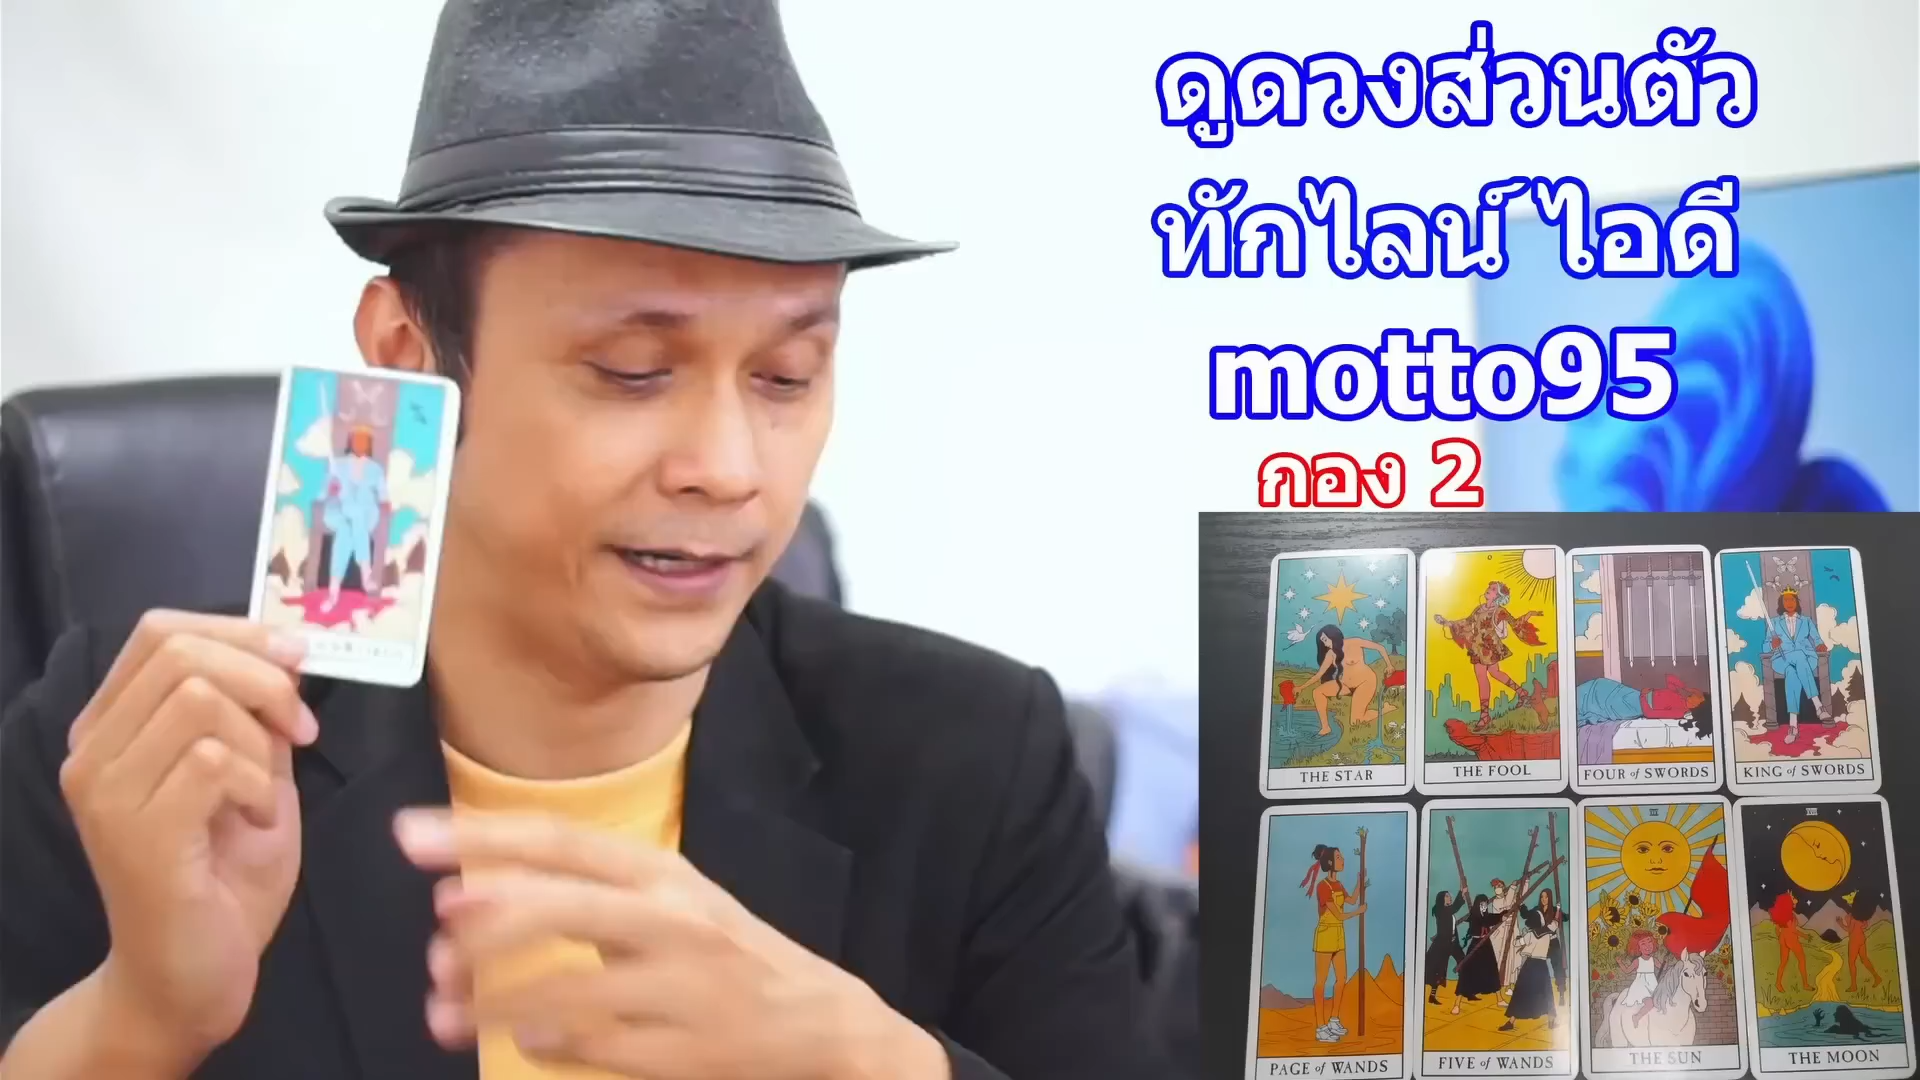 ดูดวงส่วนตัว
ทักไลน์ ไอดี
motto95
กอง 2
THE STAR
THE FOOL
FOUR of SWORDS
KING of SWORDS
PAGE of WANDS
FIVE of WANDS
THE SUN
THE MOON